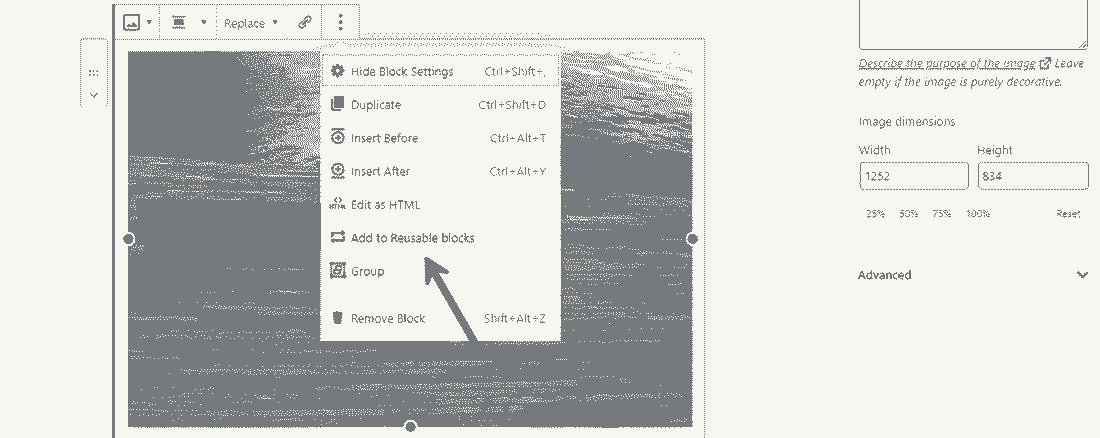 Replace
Hide Block Settings Ctrl+Shift+,
Duplicate Ctrl+Shift+D
Insert Before Ctrl+Alt+T
Insert After Ctrl+Alt+Y
Edit as HTML
Add to Reusable blocks
Group
Remove Block Shift+Alt+Z
Describe the purpose of the image Leave
empty if the image is purely decorative.
Image dimensions
Width Height
1252 834
25% 50% 75% 100% Reset
Advanced